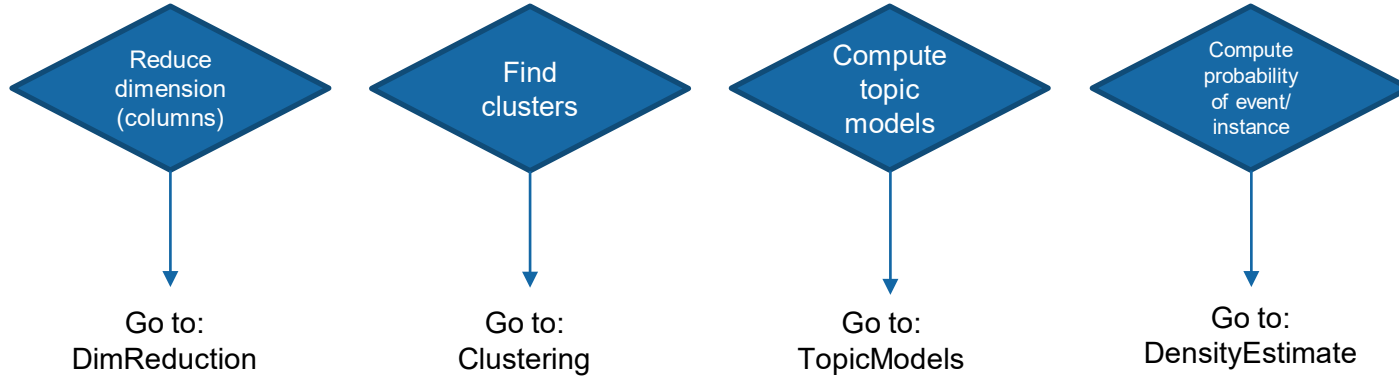 Reduce
dimension
(columns)
Find
clusters
Compute
topic
models
Compute
probability
of event/
instance
Go to:
DimReduction
Go to:
Clustering
Go to:
TopicModels
Go to:
DensityEstimate